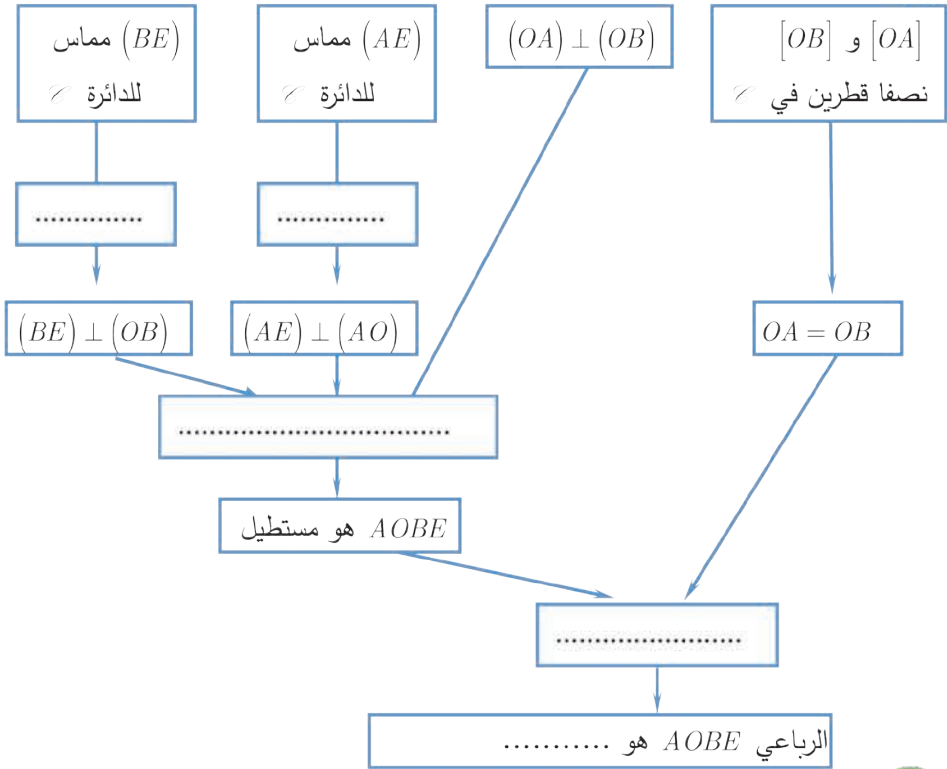 [OA] و [OB]
نصفا قطرين في 𝒞
(OA) ⊥ (OB)
(AE) مماس
للدائرة 𝒞
(BE) مماس
للدائرة 𝒞
..............
..............
OA = OB
(AE) ⊥ (AO)
(BE) ⊥ (OB)
...................................
AOBE هو مستطيل
........................
الرباعي AOBE هو ...........